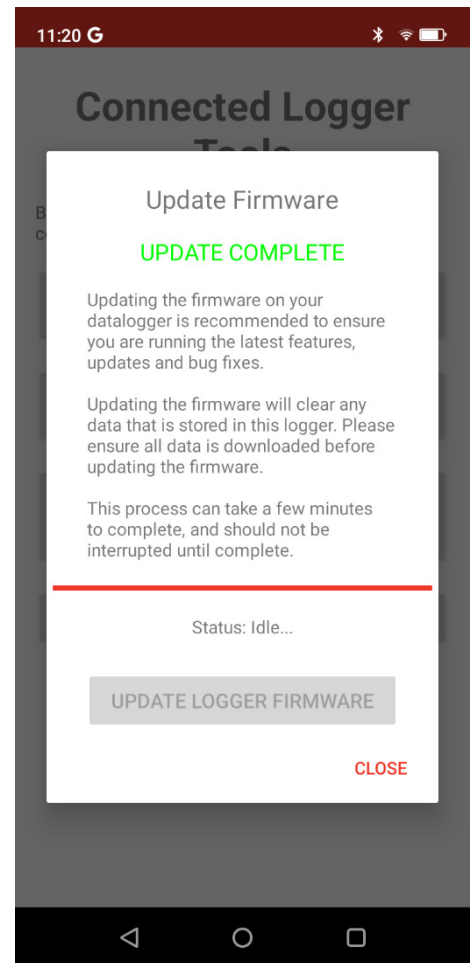 11:20 G
Connected Logger
Tools
Update Firmware
B
c
UPDATE COMPLETE
Updating the firmware on your
datalogger is recommended to ensure
you are running the latest features,
updates and bug fixes.
Updating the firmware will clear any
data that is stored in this logger. Please
ensure all data is downloaded before
updating the firmware.
This process can take a few minutes
to complete, and should not be
interrupted until complete.
Status: Idle...
UPDATE LOGGER FIRMWARE
CLOSE